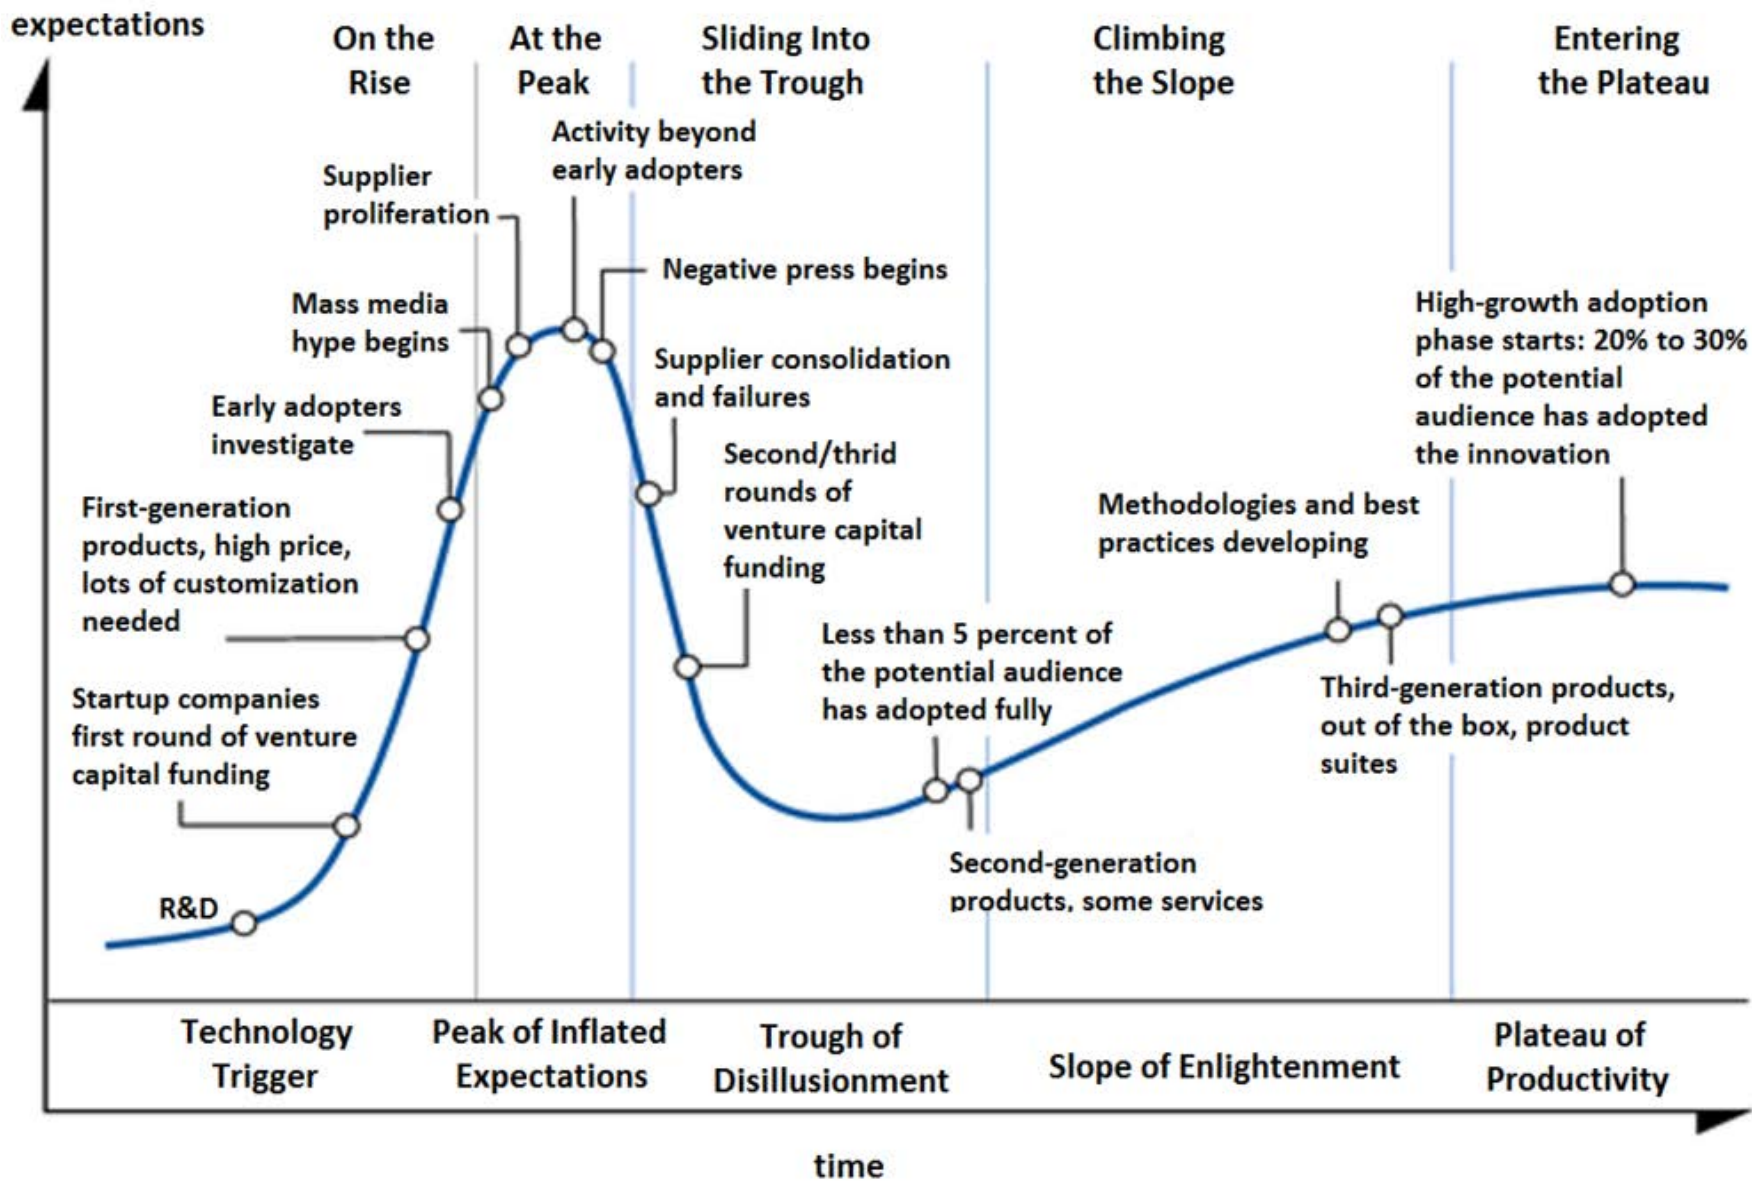 expectations
On the
Rise
At the
Peak
Sliding Into
the Trough
Climbing
the Slope
Entering
the Plateau
Activity beyond
early adopters
Supplier
proliferation
Negative press begins
Mass media
hype begins
Supplier consolidation
and failures
Early adopters
investigate
Second/thrid
rounds of
venture capital
funding
First-generation
products, high price,
lots of customization
needed
Startup companies
first round of venture
capital funding
R&D
Less than 5 percent of
the potential audience
has adopted fully
Second-generation
products, some services
Methodologies and best
practices developing
Third-generation products,
out of the box, product
suites
High-growth adoption
phase starts: 20% to 30%
of the potential
audience has adopted
the innovation
Technology
Trigger
Peak of Inflated
Expectations
Trough of
Disillusionment
Slope of Enlightenment
Plateau of
Productivity
time